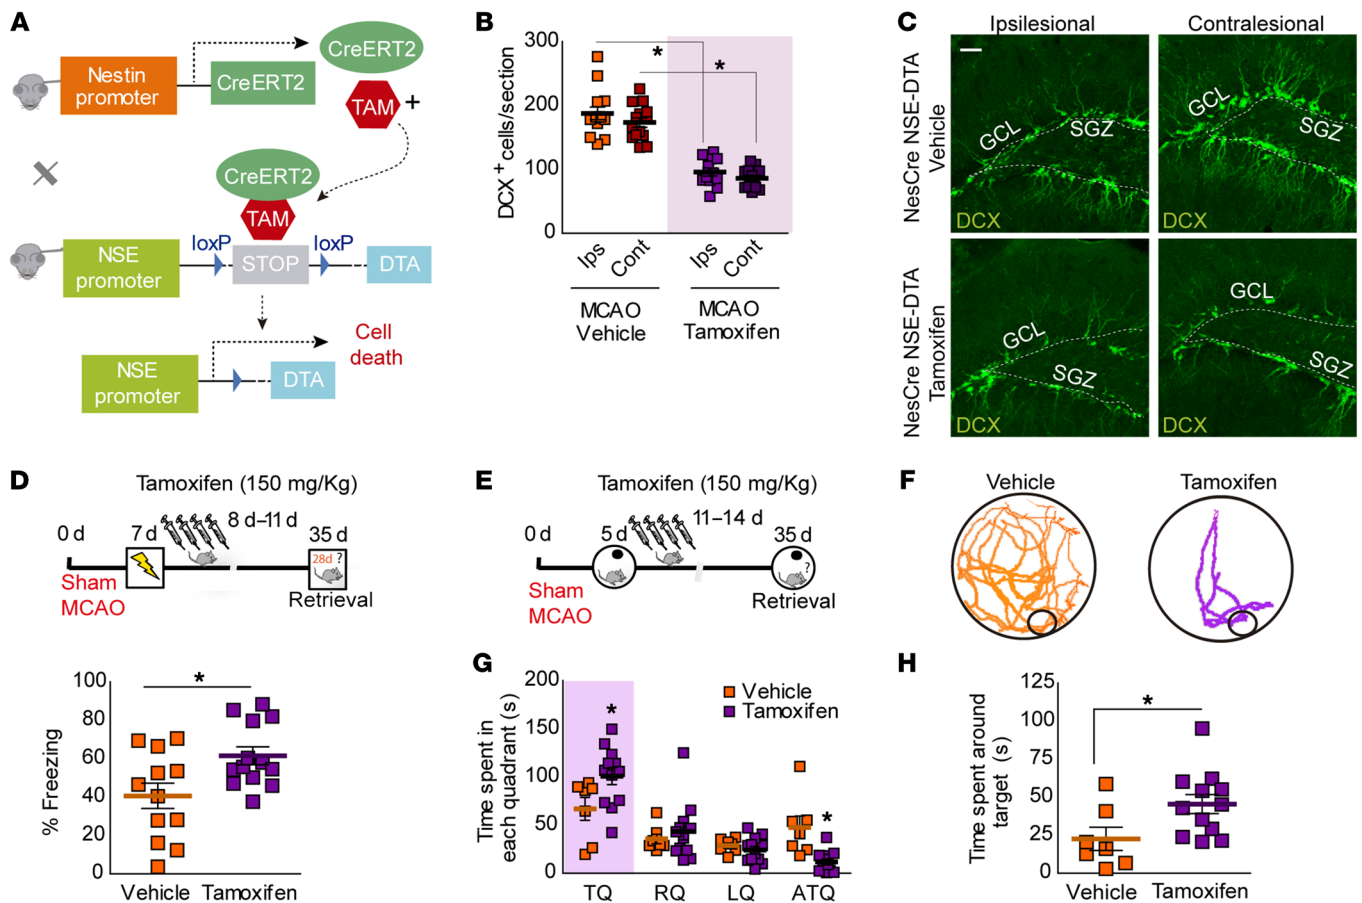 A
Nestin
promoter
CreERT2
CreERT2
TAM
+
CreERT2
TAM
loxP
loxP
NSE
promoter
STOP
DTA
NSE
promoter
DTA
Cell
death
B
DCX + cells/section
300
200
100
0
*
*
Ips
Cont
Ips
Cont
MCAO
Vehicle
MCAO
Tamoxifen
C
Ipsilesional
Contralesional
NesCre NSE-DTA
Vehicle
GCL
SGZ
DCX
GCL
SGZ
DCX
NesCre NSE-DTA
Tamoxifen
GCL
SGZ
DCX
GCL
SGZ
DCX
D
Tamoxifen (150 mg/Kg)
0 d
7 d
8 d–11 d
35 d
28d ?
Sham
MCAO
Retrieval
% Freezing
100
80
60
40
20
0
*
Vehicle
Tamoxifen
E
Tamoxifen (150 mg/Kg)
0 d
5 d
11–14 d
35 d
?
Sham
MCAO
Retrieval
F
Vehicle
Tamoxifen
G
Time spent in
each quadrant (s)
200
150
100
50
0
Vehicle
Tamoxifen
*
*
TQ
RQ
LQ
ATQ
H
Time spent around
target (s)
125
100
75
50
25
0
*
Vehicle
Tamoxifen